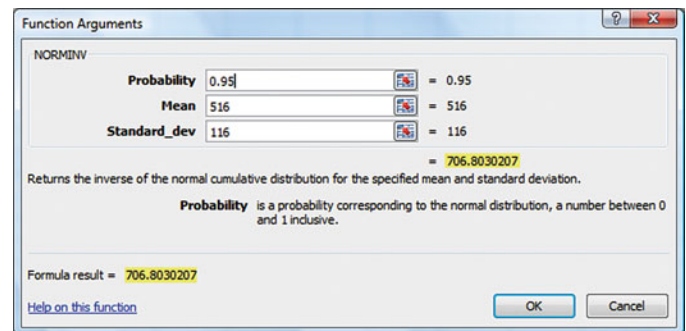 Function Arguments
NORMINV
Probability 0.95 = 0.95
Mean 516 = 516
Standard_dev 116 = 116
= 706.8030207
Returns the inverse of the normal cumulative distribution for the specified mean and standard deviation.
Probability is a probability corresponding to the normal distribution, a number between 0
and 1 inclusive.
Formula result = 706.8030207
Help on this function
OK
Cancel